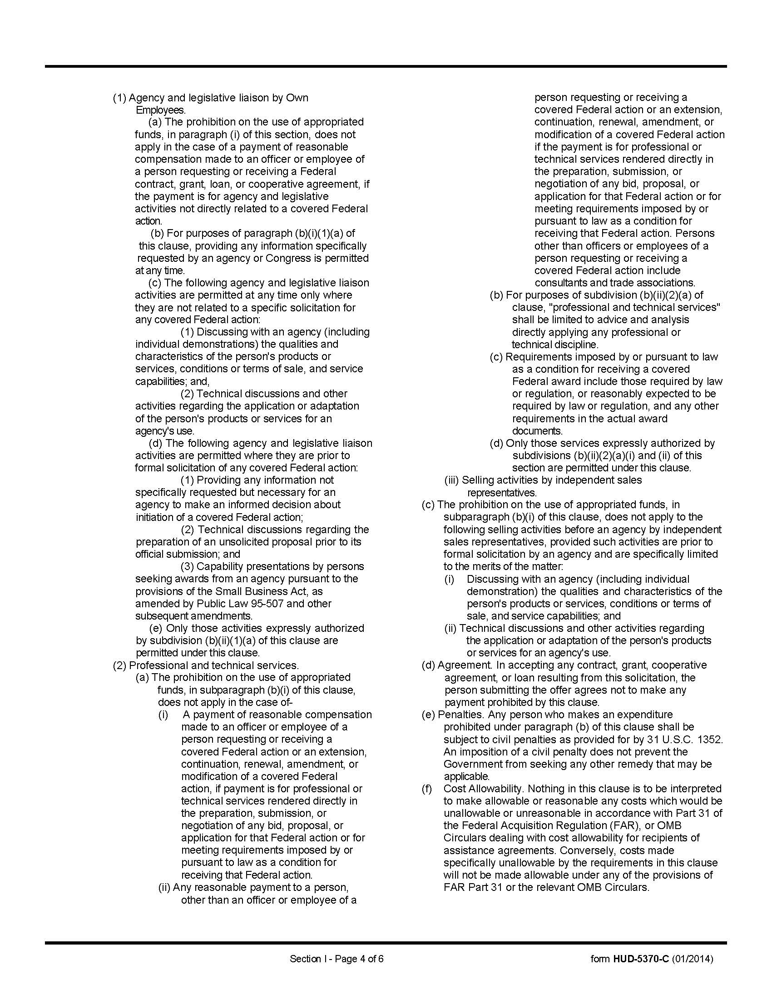 (1) Agency and legislative liaison by Own
Employees.
(a) The prohibition on the use of appropriated
funds, in paragraph (i) of this section, does not
apply in the case of a payment of reasonable
compensation made to an officer or employee of
a person requesting or receiving a Federal
contract, grant, loan, or cooperative agreement, if
the payment is for agency and legislative
activities not directly related to a covered Federal
action.
(b) For purposes of paragraph (b)(i)(1)(a) of
this clause, providing any information specifically
requested by an agency or Congress is permitted
at any time.
(c) The following agency and legislative liaison
activities are permitted at any time only where
they are not related to a specific solicitation for
any covered Federal action:
(1) Discussing with an agency (including
individual demonstrations) the qualities and
characteristics of the person's products or
services, conditions or terms of sale, and service
capabilities; and,
(2) Technical discussions and other
activities regarding the application or adaptation
of the person's products or services for an
agency's use.
(d) The following agency and legislative liaison
activities are permitted where they are prior to
formal solicitation of any covered Federal action:
(1) Providing any information not
specifically requested but necessary for an
agency to make an informed decision about
initiation of a covered Federal action;
(2) Technical discussions regarding the
preparation of an unsolicited proposal prior to its
official submission; and
(3) Capability presentations by persons
seeking awards from an agency pursuant to the
provisions of the Small Business Act, as
amended by Public Law 95-507 and other
subsequent amendments.
(e) Only those activities expressly authorized
by subdivision (b)(ii)(1)(a) of this clause are
permitted under this clause.
(2) Professional and technical services.
(a) The prohibition on the use of appropriated
funds, in subparagraph (b)(i) of this clause,
does not apply in the case of-
(i) A payment of reasonable compensation
made to an officer or employee of a
person requesting or receiving a
covered Federal action or an extension,
continuation, renewal, amendment, or
modification of a covered Federal
action, if payment is for professional or
technical services rendered directly in
the preparation, submission, or
negotiation of any bid, proposal, or
application for that Federal action or for
meeting requirements imposed by or
pursuant to law as a condition for
receiving that Federal action.
(ii) Any reasonable payment to a person,
other than an officer or employee of a
person requesting or receiving a
covered Federal action or an extension,
continuation, renewal, amendment, or
modification of a covered Federal action
if the payment is for professional or
technical services rendered directly in
the preparation, submission, or
negotiation of any bid, proposal, or
application for that Federal action or for
meeting requirements imposed by or
pursuant to law as a condition for
receiving that Federal action. Persons
other than officers or employees of a
person requesting or receiving a
covered Federal action include
consultants and trade associations.
(b) For purposes of subdivision (b)(ii)(2)(a) of
clause, "professional and technical services"
shall be limited to advice and analysis
directly applying any professional or
technical discipline.
(c) Requirements imposed by or pursuant to law
as a condition for receiving a covered
Federal award include those required by law
or regulation, or reasonably expected to be
required by law or regulation, and any other
requirements in the actual award
documents.
(d) Only those services expressly authorized by
subdivisions (b)(ii)(2)(a)(i) and (ii) of this
section are permitted under this clause.
(iii) Selling activities by independent sales
representatives.
(c) The prohibition on the use of appropriated funds, in
subparagraph (b)(i) of this clause, does not apply to the
following selling activities before an agency by independent
sales representatives, provided such activities are prior to
formal solicitation by an agency and are specifically limited
to the merits of the matter:
(i) Discussing with an agency (including individual
demonstration) the qualities and characteristics of the
person's products or services, conditions or terms of
sale, and service capabilities; and
(ii) Technical discussions and other activities regarding
the application or adaptation of the person's products
or services for an agency's use.
(d) Agreement. In accepting any contract, grant, cooperative
agreement, or loan resulting from this solicitation, the
person submitting the offer agrees not to make any
payment prohibited by this clause.
(e) Penalties. Any person who makes an expenditure
prohibited under paragraph (b) of this clause shall be
subject to civil penalties as provided for by 31 U.S.C. 1352.
An imposition of a civil penalty does not prevent the
Government from seeking any other remedy that may be
applicable.
(f) Cost Allowability. Nothing in this clause is to be interpreted
to make allowable or reasonable any costs which would be
unallowable or unreasonable in accordance with Part 31 of
the Federal Acquisition Regulation (FAR), or OMB
Circulars dealing with cost allowability for recipients of
assistance agreements. Conversely, costs made
specifically unallowable by the requirements in this clause
will not be made allowable under any of the provisions of
FAR Part 31 or the relevant OMB Circulars.
Section I - Page 4 of 6
form HUD-5370-C (01/2014)